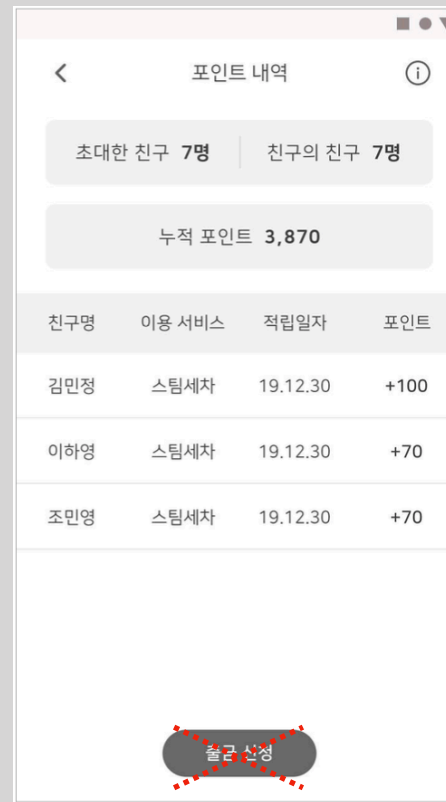 포인트 내역
초대한 친구 7명 친구의 친구 7명
누적 포인트 3,870
친구명 이용 서비스 적립일자 포인트
김민정 스팀세차 19.12.30 +100
이하영 스팀세차 19.12.30 +70
조민영 스팀세차 19.12.30 +70
출금 신청